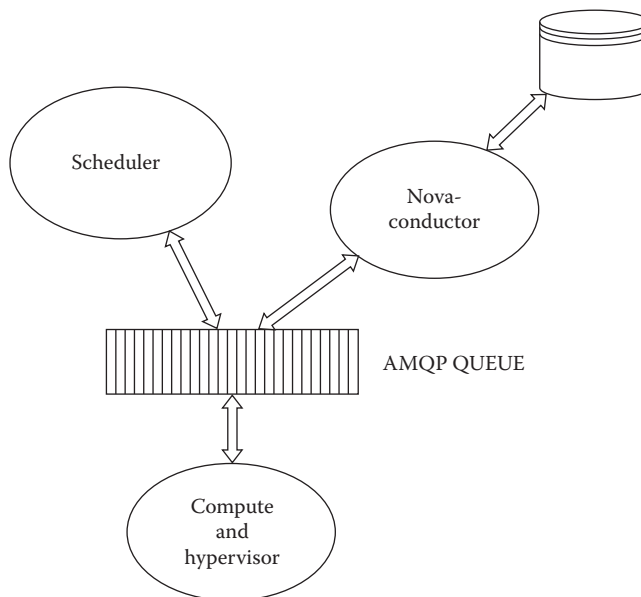 Scheduler
Nova-
conductor
AMQP QUEUE
Compute
and
hypervisor